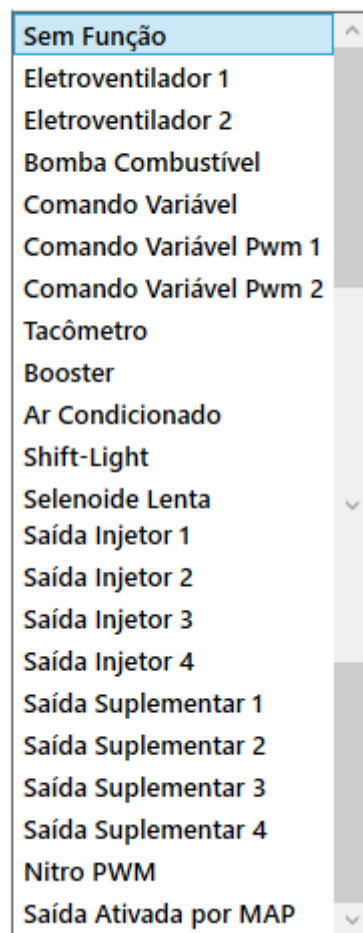 Sem Função
Eletroventilador 1
Eletroventilador 2
Bomba Combustível
Comando Variável
Comando Variável Pwm 1
Comando Variável Pwm 2
Tacômetro
Booster
Ar Condicionado
Shift-Light
Selenoide Lenta
Saída Injetor 1
Saída Injetor 2
Saída Injetor 3
Saída Injetor 4
Saída Suplementar 1
Saída Suplementar 2
Saída Suplementar 3
Saída Suplementar 4
Nitro PWM
Saída Ativada por MAP